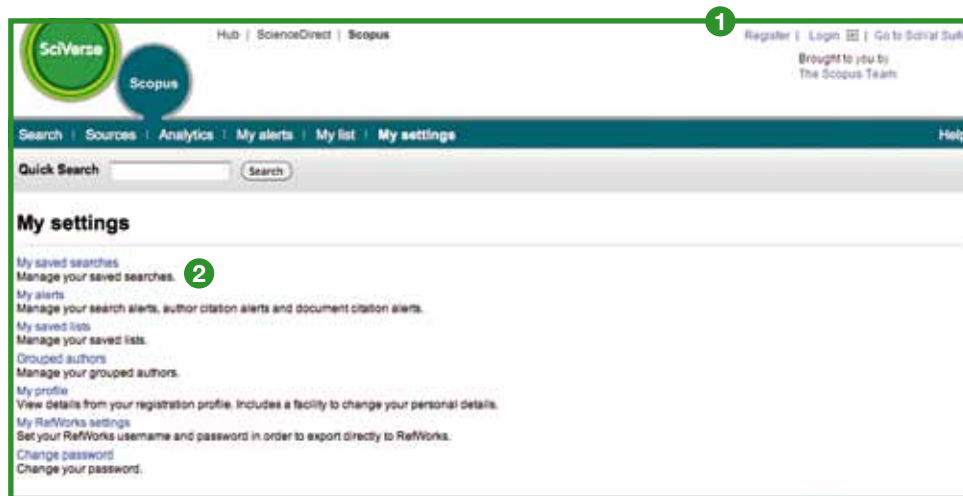 SciVerse
Hub | ScienceDirect | Scopus
1
Register | Login | Go to SciVal Suite
Brought to you by
The Scopus Team
Scopus
Search | Sources | Analytics | My alerts | My list | My settings
Help
Quick Search
Search
My settings
My saved searches
Manage your saved searches.
2
My alerts
Manage your search alerts, author citation alerts and document citation alerts.
My saved lists
Manage your saved lists.
Grouped authors
Manage your grouped authors.
My profile
View details from your registration profile. Includes a facility to change your personal details.
My RefWorks settings
Set your RefWorks username and password in order to export directly to RefWorks.
Change password
Change your password.